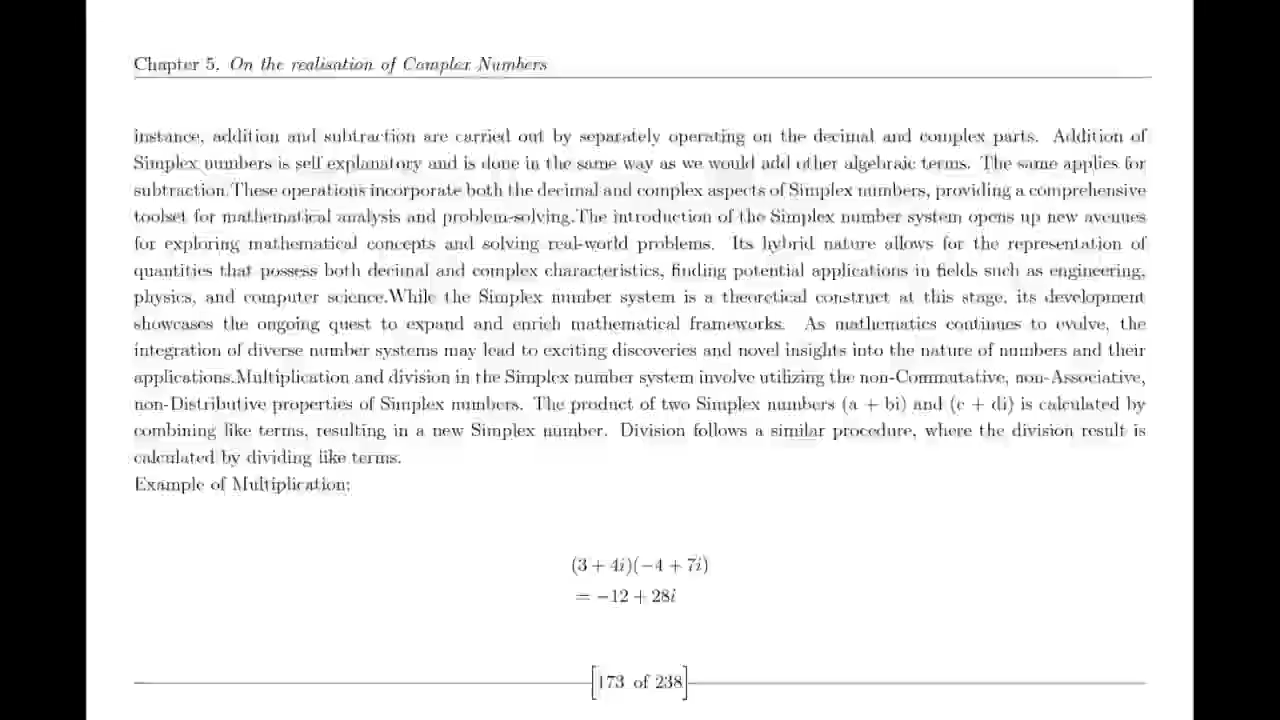 Chapter 5. On the realisation of Complex Numbers
instance, addition and subtraction are carried out by separately operating on the decimal and complex parts. Addition of
Simplex numbers is self explanatory and is done in the same way as we would add other algebraic terms. The same applies for
subtraction.These operations incorporate both the decimal and complex aspects of Simplex numbers, providing a comprehensive
toolset for mathematical analysis and problem-solving.The introduction of the Simplex number system opens up new avenues
for exploring mathematical concepts and solving real-world problems. Its hybrid nature allows for the representation of
quantities that possess both decimal and complex characteristics, finding potential applications in fields such as engineering,
physics, and computer science.While the Simplex number system is a theoretical construct at this stage, its development
showcases the ongoing quest to expand and enrich mathematical frameworks. As mathematics continues to evolve, the
integration of diverse number systems may lead to exciting discoveries and novel insights into the nature of numbers and their
applications.Multiplication and division in the Simplex number system involve utilizing the non-Commutative, non-Associative,
non-Distributive properties of Simplex numbers. The product of two Simplex numbers (a + bi) and (c + di) is calculated by
combining like terms, resulting in a new Simplex number. Division follows a similar procedure, where the division result is
calculated by dividing like terms.
Example of Multiplication:
(3 + 4i)(−4 + 7i)
= −12 + 28i
[173 of 238]